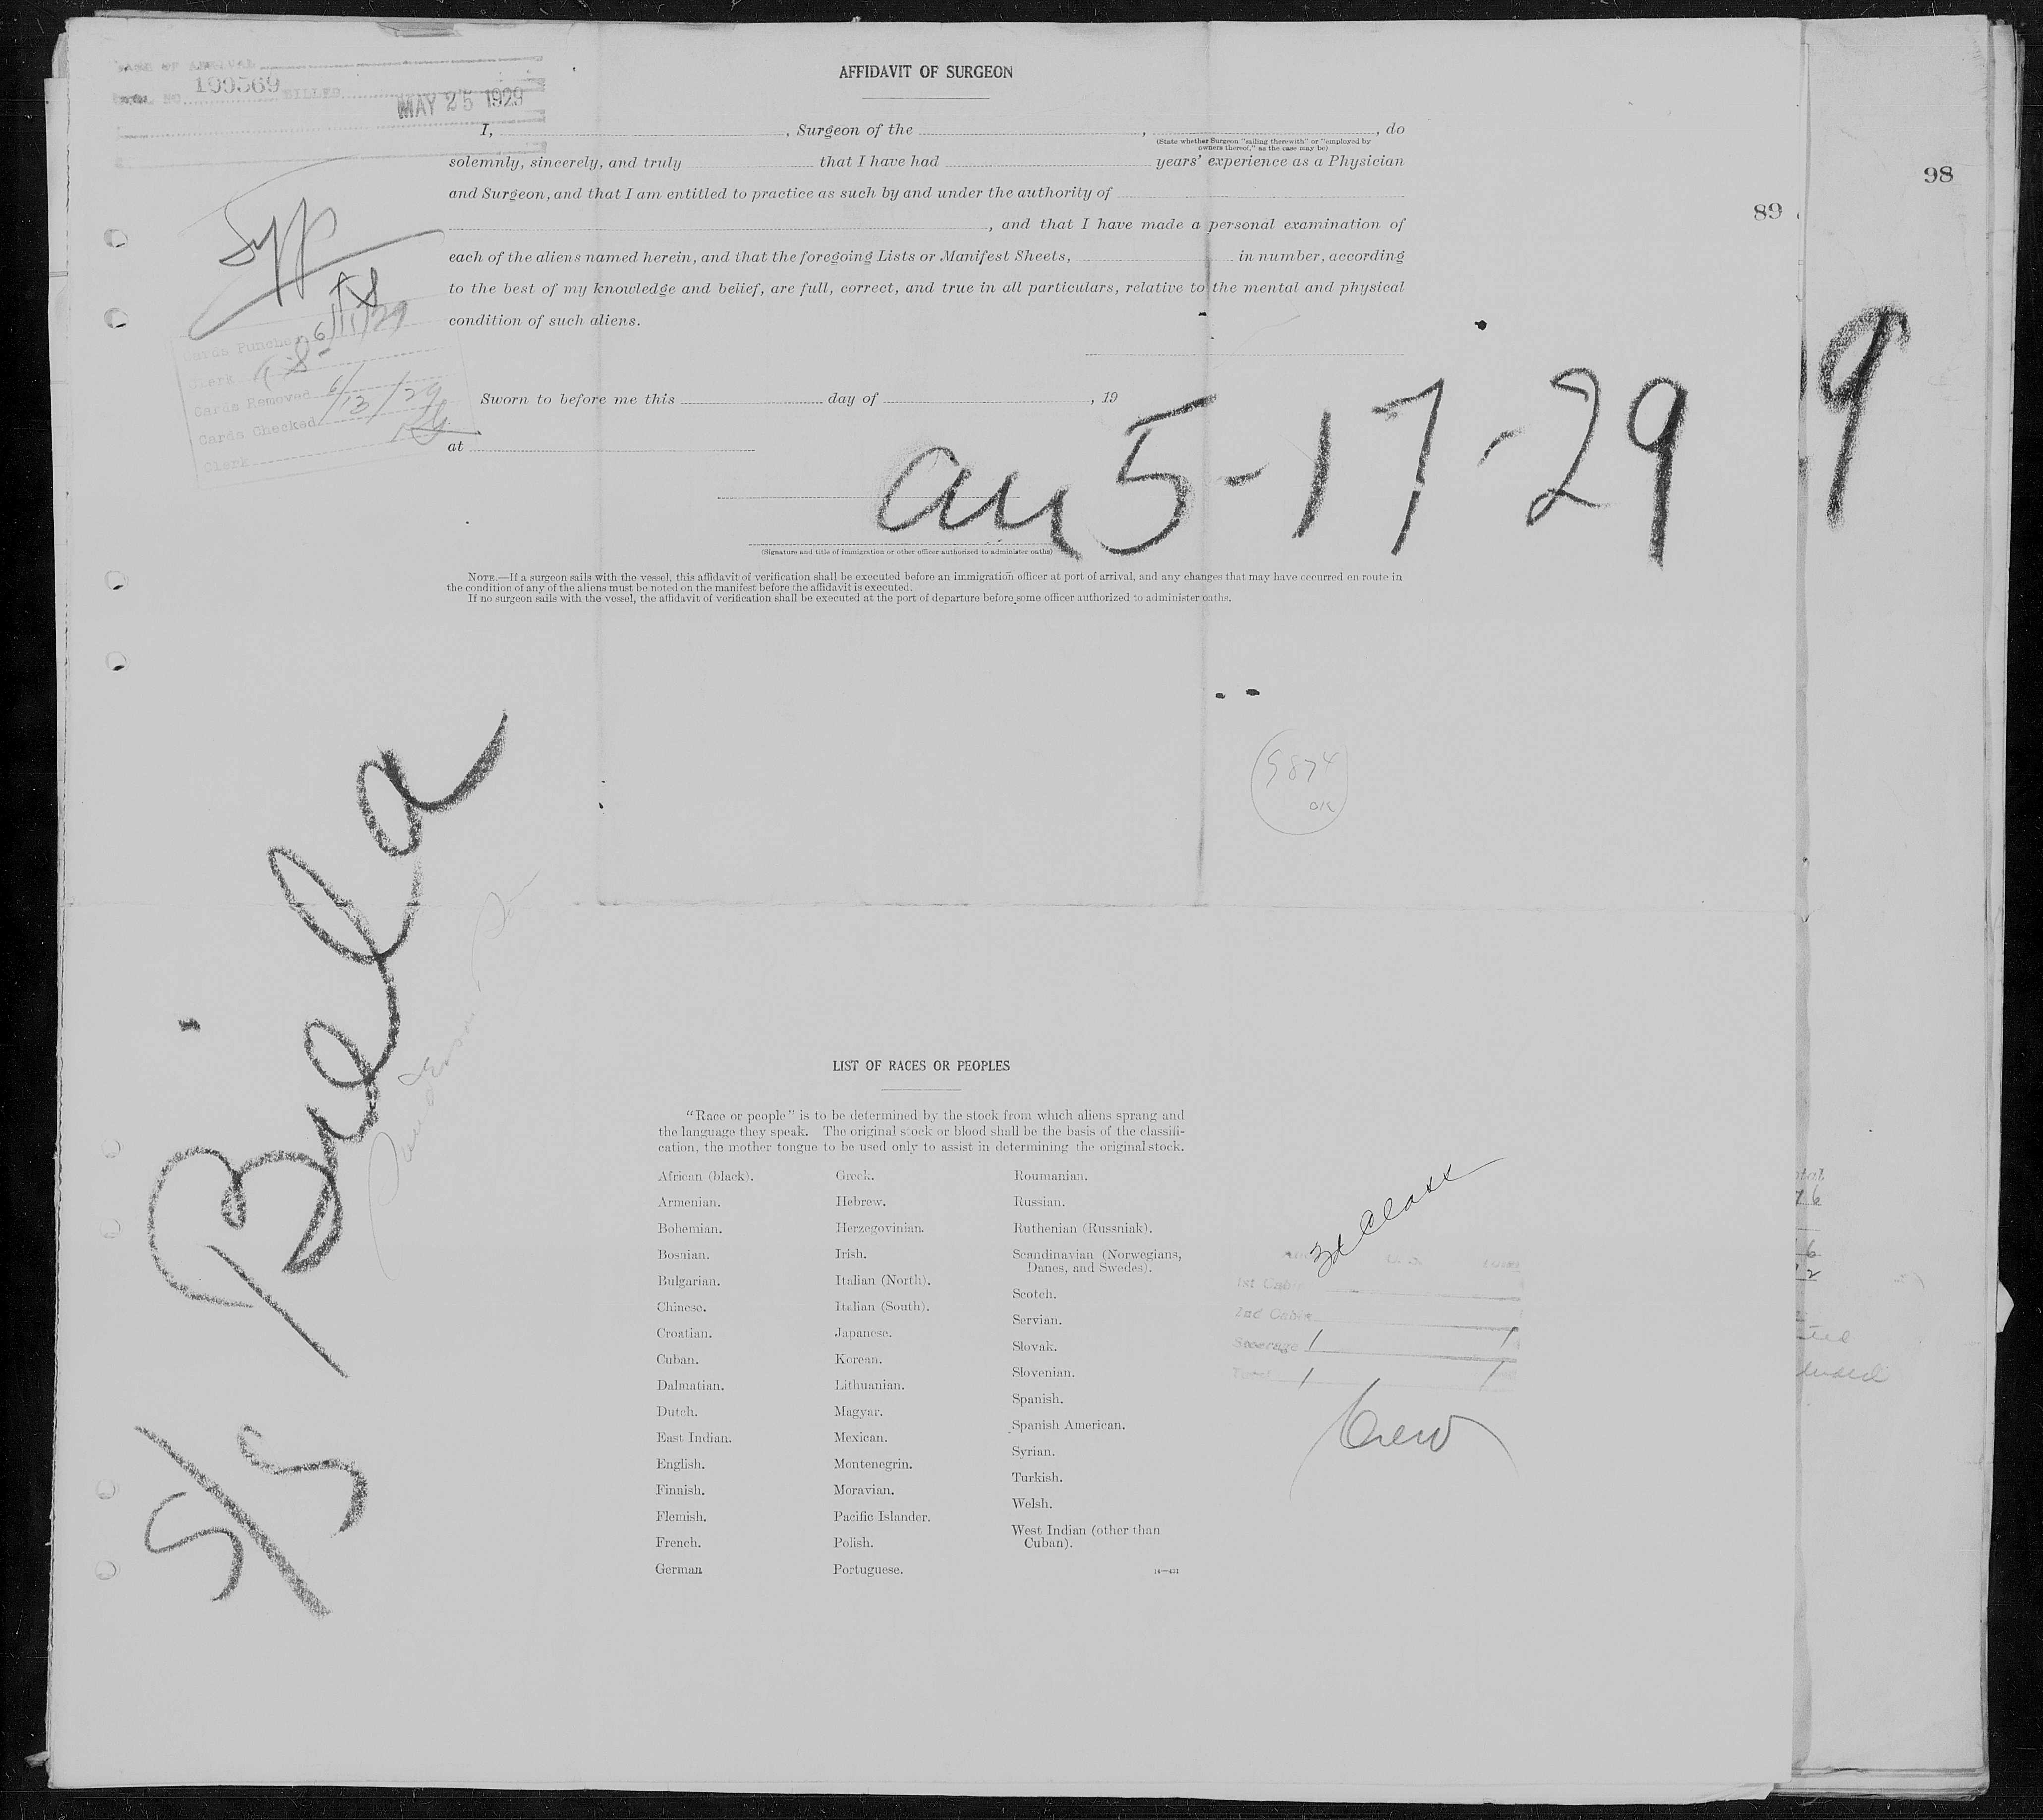 DATE OF ARRIVAL
100569
MAY 25 1929
AFFIDAVIT OF SURGEON
I, , Surgeon of the , , do
(State whether Surgeon "sailing therewith" or "employed by
owners thereof," as the case may be)
solemnly, sincerely, and truly that I have had years' experience as a Physician
and Surgeon, and that I am entitled to practice as such by and under the authority of
, and that I have made a personal examination of
each of the aliens named herein, and that the foregoing Lists or Manifest Sheets, in number, according
to the best of my knowledge and belief, are full, correct, and true in all particulars, relative to the mental and physical
condition of such aliens.
98
89
Cards Punched 6/11/29
Clerk
Cards Removed
Cards Checked 6/13/29
Clerk
Sworn to before me this day of , 19
at
5-17-29
9
(Signature and title of immigration or other officer authorized to administer oaths)
NOTE.—If a surgeon sails with the vessel, this affidavit of verification shall be executed before an immigration officer at port of arrival, and any changes that may have occurred en route in
the condition of any of the aliens must be noted on the manifest before the affidavit is executed.
If no surgeon sails with the vessel, the affidavit of verification shall be executed at the port of departure before some officer authorized to administer oaths.
5874
OK
S/S Biela
LIST OF RACES OR PEOPLES
"Race or people" is to be determined by the stock from which aliens sprang and
the language they speak. The original stock or blood shall be the basis of the classifi-
cation, the mother tongue to be used only to assist in determining the original stock.
African (black).
Armenian.
Bohemian.
Bosnian.
Bulgarian.
Chinese.
Croatian.
Cuban.
Dalmatian.
Dutch.
East Indian.
English.
Finnish.
Flemish.
French.
German
Greek.
Hebrew.
Herzegovinian.
Irish.
Italian (North).
Italian (South).
Japanese.
Korean.
Lithuanian.
Magyar.
Mexican.
Montenegrin.
Moravian.
Pacific Islander.
Polish.
Portuguese.
Roumanian.
Russian.
Ruthenian (Russniak).
Scandinavian (Norwegians,
Danes, and Swedes).
Scotch.
Servian.
Slovak.
Slovenian.
Spanish.
Spanish American.
Syrian.
Turkish.
Welsh.
West Indian (other than
Cuban).
14—451
3d Class
U. S. Total
1st Cabin
2nd Cabin
Steerage 1 1
Total 1 1
Crew